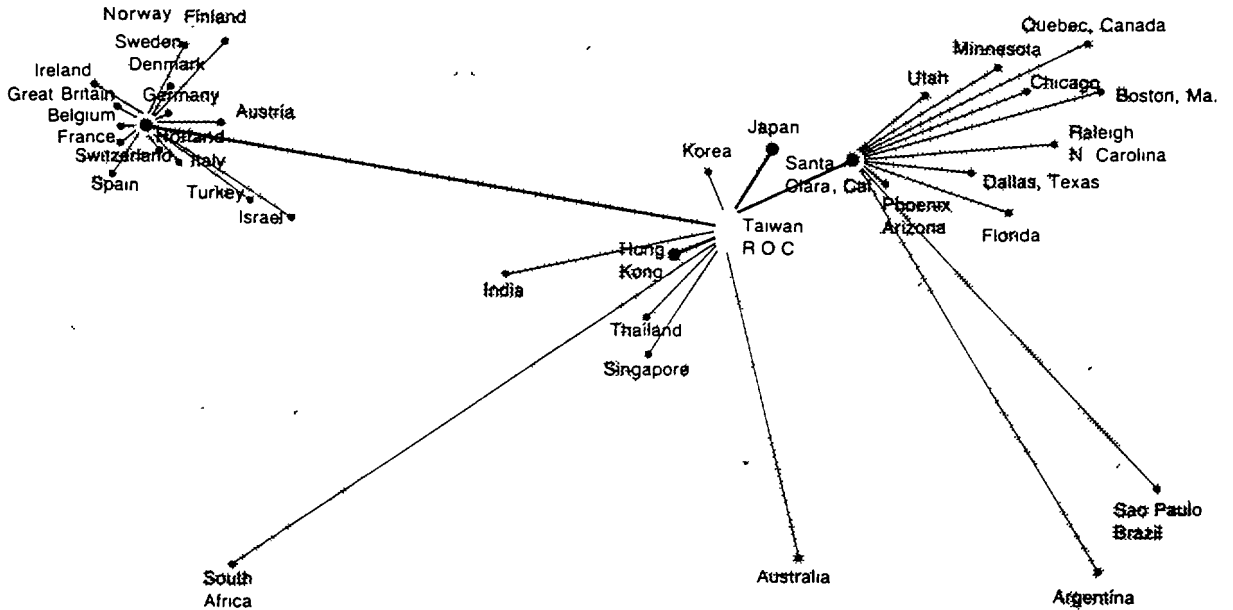 Norway Finland
Sweden
Denmark
Ireland
Great Britain
Germany
Belgium
Austria
France
Holland
Switzerland
Italy
Spain
Turkey
Israel
Korea
Japan
Santa
Clara, Cal
Utah
Minnesota
Quebec, Canada
Chicago
Boston, Ma.
Raleigh
N Carolina
Dallas, Texas
Phoenix
Arizona
Florida
Taiwan
R O C
Hong
Kong
India
Thailand
Singapore
South
Africa
Australia
Sao Paulo
Brazil
Argentina